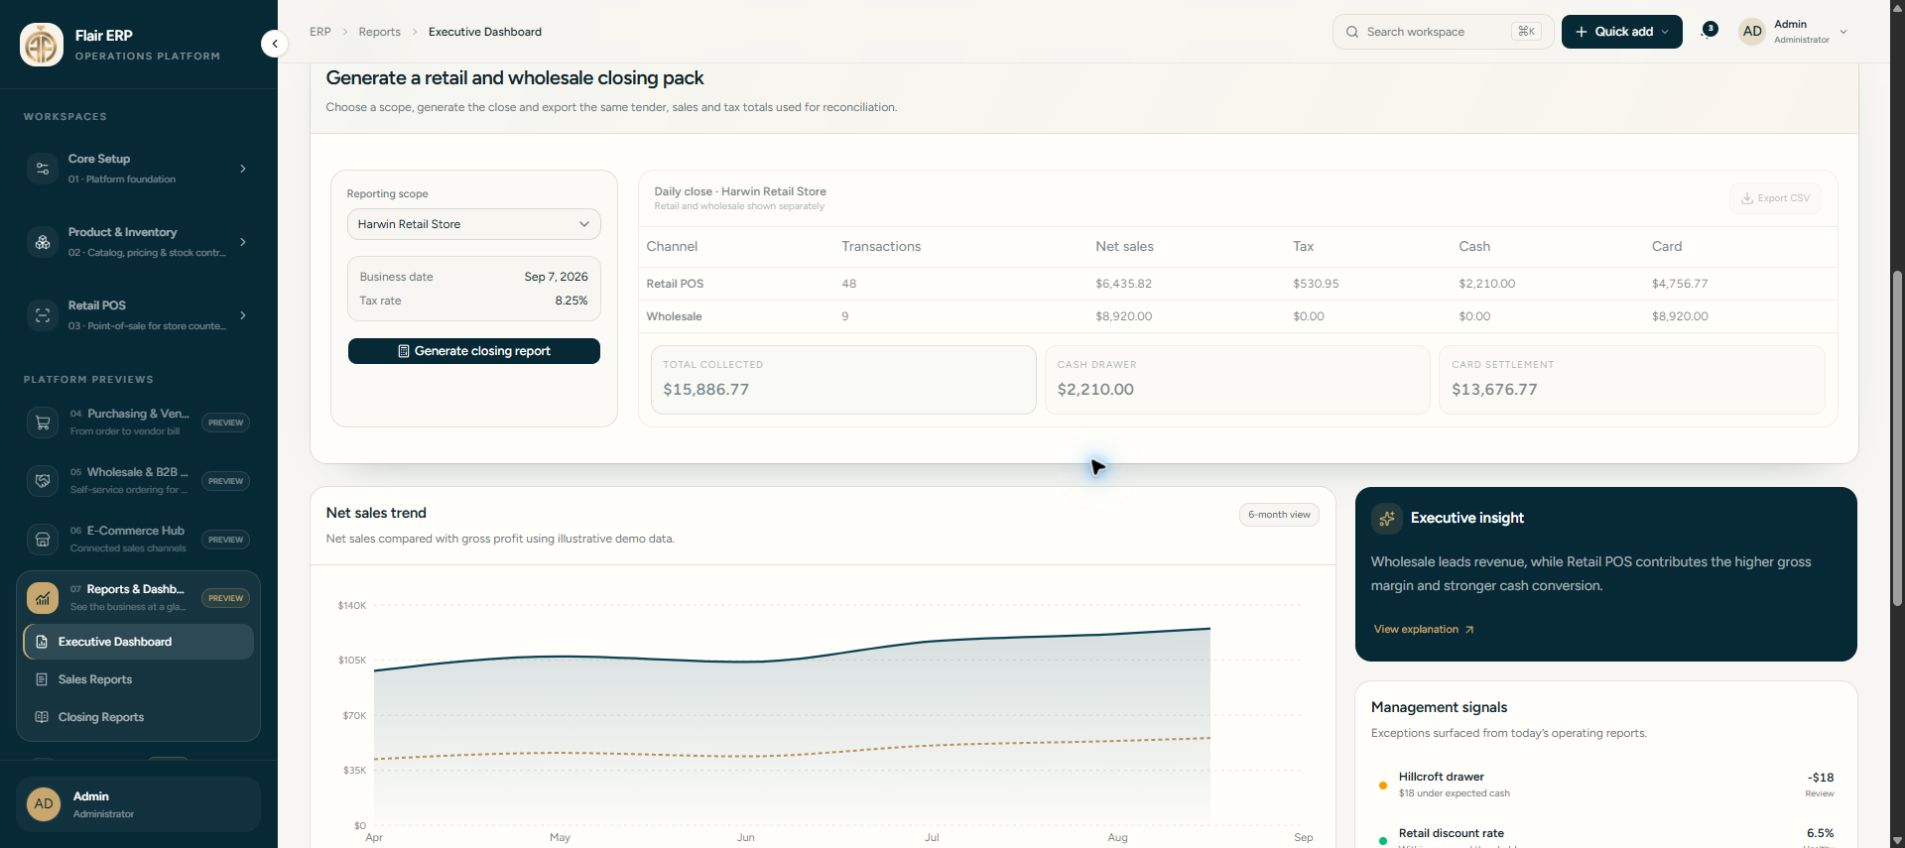 Flair ERP
OPERATIONS PLATFORM
WORKSPACES
Core Setup
01 · Platform foundation
Product & Inventory
02 · Catalog, pricing & stock contr...
Retail POS
03 · Point-of-sale for store counte...
PLATFORM PREVIEWS
04 Purchasing & Ven...
From order to vendor bill
PREVIEW
05 Wholesale & B2B ...
Self-service ordering for ...
PREVIEW
06 E-Commerce Hub
Connected sales channels
PREVIEW
07 Reports & Dashb...
See the business at a gla...
PREVIEW
Executive Dashboard
Sales Reports
Closing Reports
AD
Admin
Administrator
ERP > Reports > Executive Dashboard
Search workspace ⌘K
+ Quick add
3
AD
Admin
Administrator
Generate a retail and wholesale closing pack
Choose a scope, generate the close and export the same tender, sales and tax totals used for reconciliation.
Reporting scope
Harwin Retail Store
Business date Sep 7, 2026
Tax rate 8.25%
Generate closing report
Daily close · Harwin Retail Store
Retail and wholesale shown separately
Export CSV
Channel Transactions Net sales Tax Cash Card
Retail POS 48 $6,435.82 $530.95 $2,210.00 $4,756.77
Wholesale 9 $8,920.00 $0.00 $0.00 $8,920.00
TOTAL COLLECTED
$15,886.77
CASH DRAWER
$2,210.00
CARD SETTLEMENT
$13,676.77
Net sales trend
Net sales compared with gross profit using illustrative demo data.
6-month view
$140K
$105K
$70K
$35K
$0
Apr May Jun Jul Aug Sep
Executive insight
Wholesale leads revenue, while Retail POS contributes the higher gross
margin and stronger cash conversion.
View explanation
Management signals
Exceptions surfaced from today's operating reports.
Hillcroft drawer -$18
$18 under expected cash Review
Retail discount rate 6.5%